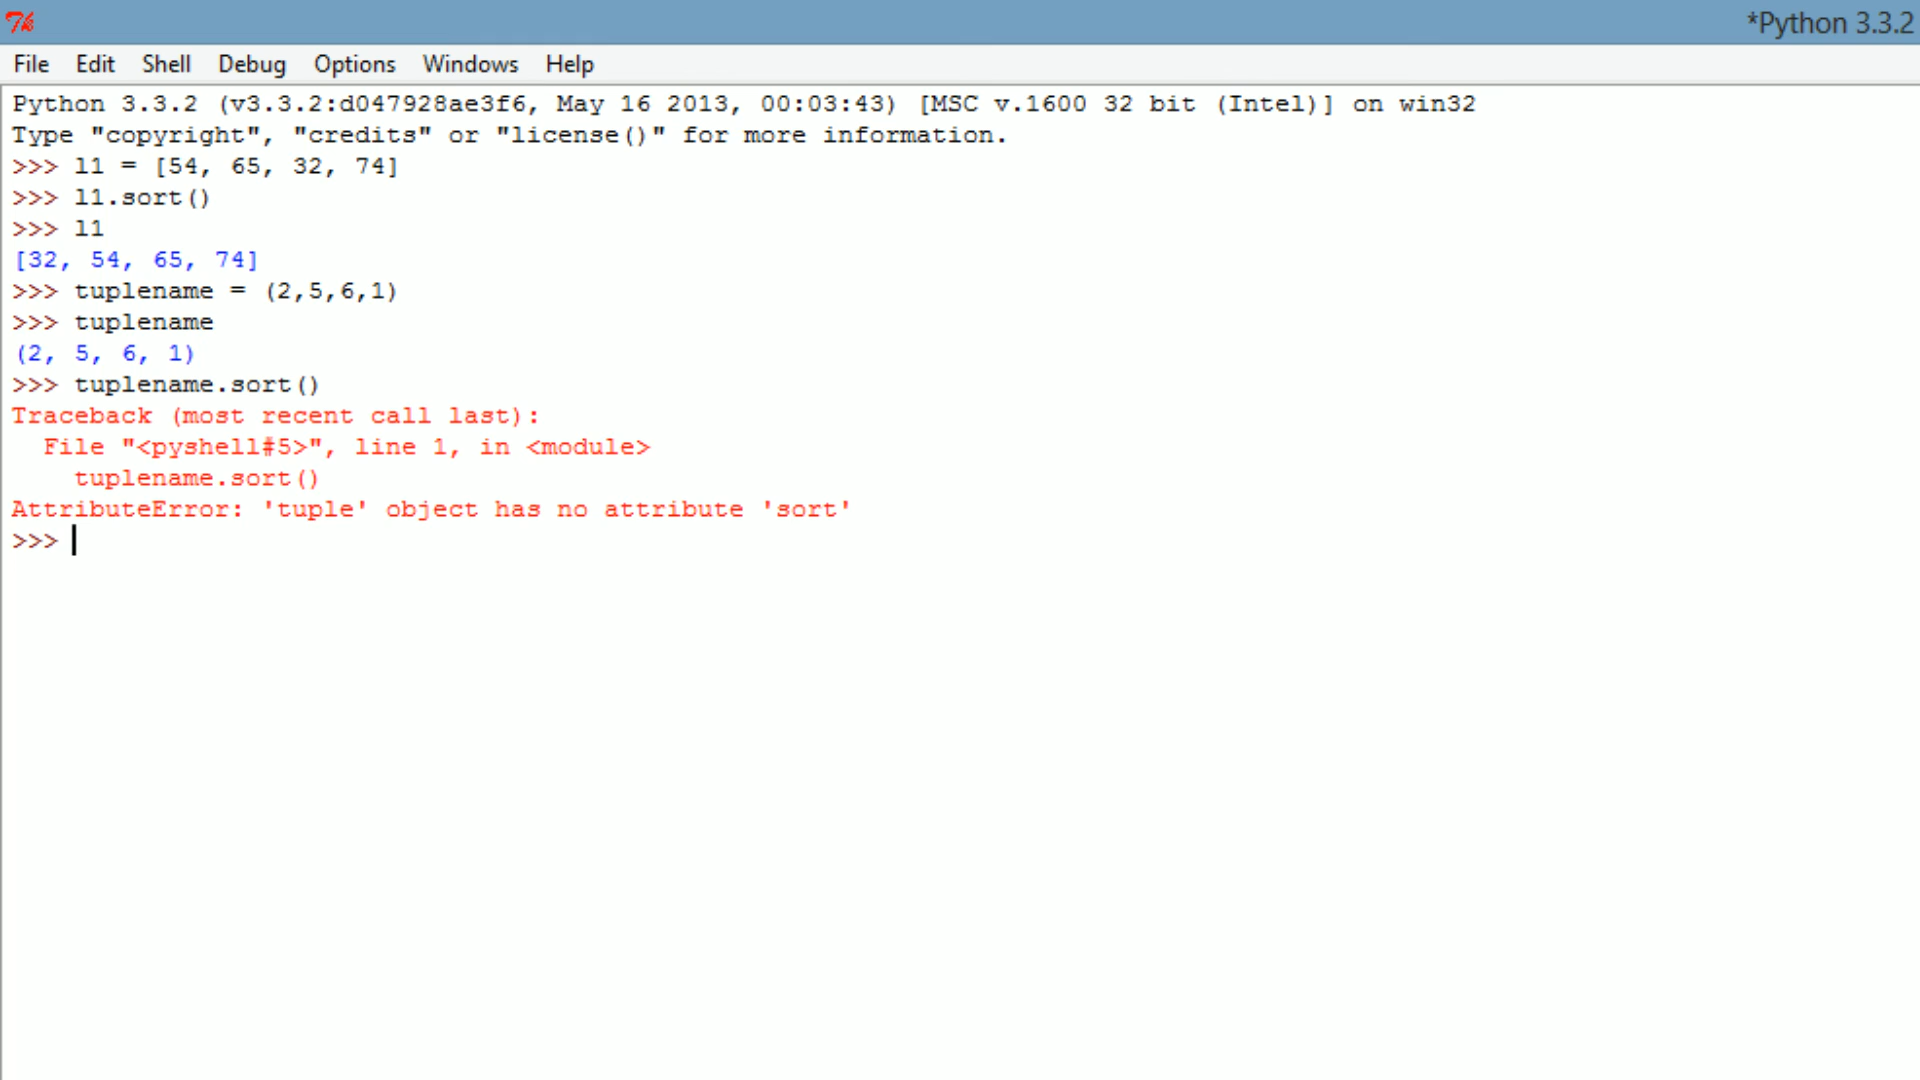 *Python 3.3.2
File Edit Shell Debug Options Windows Help
Python 3.3.2 (v3.3.2:d047928ae3f6, May 16 2013, 00:03:43) [MSC v.1600 32 bit (Intel)] on win32
Type "copyright", "credits" or "license()" for more information.
>>> l1 = [54, 65, 32, 74]
>>> l1.sort()
>>> l1
[32, 54, 65, 74]
>>> tuplename = (2,5,6,1)
>>> tuplename
(2, 5, 6, 1)
>>> tuplename.sort()
Traceback (most recent call last):
  File "<pyshell#5>", line 1, in <module>
    tuplename.sort()
AttributeError: 'tuple' object has no attribute 'sort'
>>>